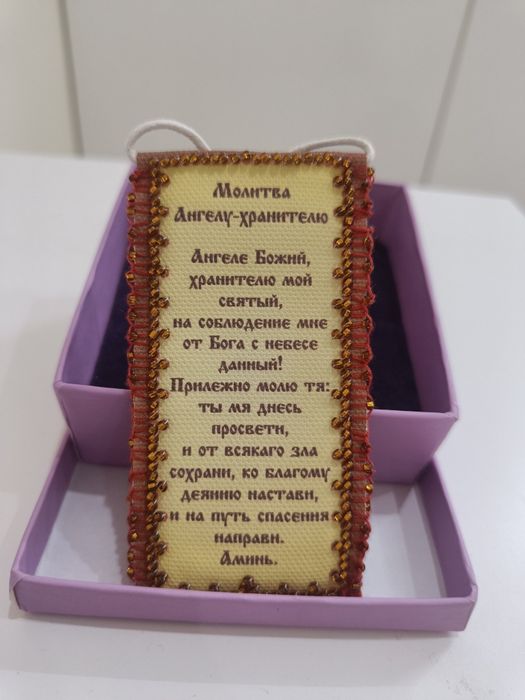 Молитва
Ангелу-хранителю
Ангеле Божий,
хранителю мой
святый,
на соблюдение мне
от Бога с небесе
данный!
Прилежно молю тя:
ты мя днесь
просвети,
и от всякаго зла
сохрани, ко благому
деянию настави,
и на путь спасения
направи.
Аминь.